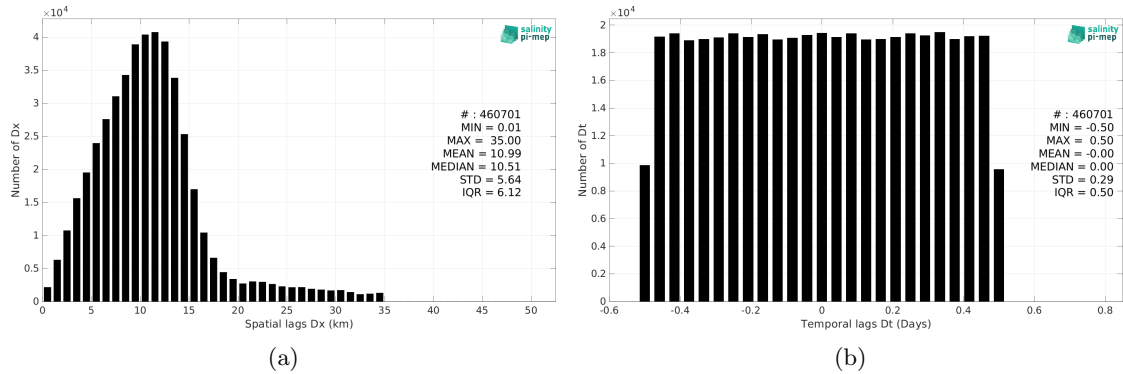 ×10⁴
4
3.5
3
2.5
2
1.5
1
0.5
0
Number of Dx
0 5 10 15 20 25 30 35 40 45 50
Spatial lags Dx (km)
salinity
pi-mep
# : 460701
MIN = 0.01
MAX = 35.00
MEAN = 10.99
MEDIAN = 10.51
STD = 5.64
IQR = 6.12
(a)
×10⁴
2
1.8
1.6
1.4
1.2
1
0.8
0.6
0.4
0.2
0
Number of Dt
-0.6 -0.4 -0.2 0 0.2 0.4 0.6 0.8
Temporal lags Dt (Days)
salinity
pi-mep
# : 460701
MIN = -0.50
MAX = 0.50
MEAN = -0.00
MEDIAN = 0.00
STD = 0.29
IQR = 0.50
(b)